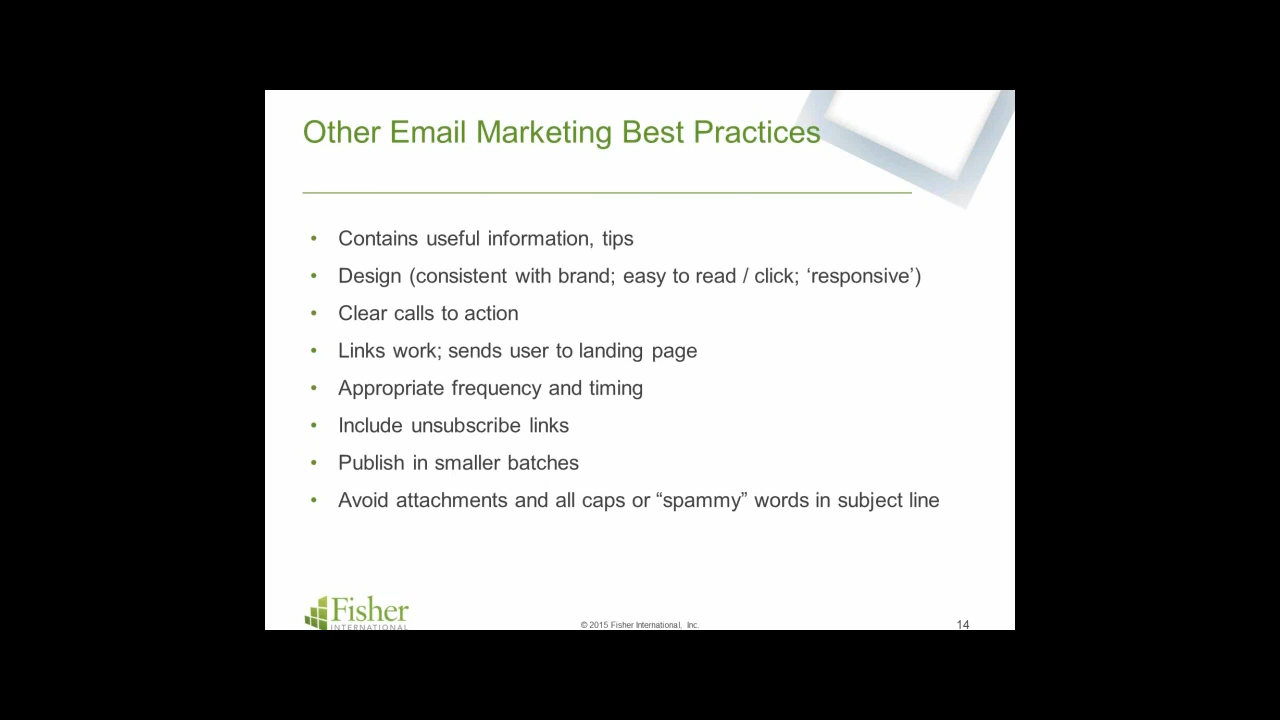 Other Email Marketing Best Practices
• Contains useful information, tips
• Design (consistent with brand; easy to read / click; ‘responsive’)
• Clear calls to action
• Links work; sends user to landing page
• Appropriate frequency and timing
• Include unsubscribe links
• Publish in smaller batches
• Avoid attachments and all caps or “spammy” words in subject line
Fisher
INTERNATIONAL
© 2015 Fisher International, Inc.
14